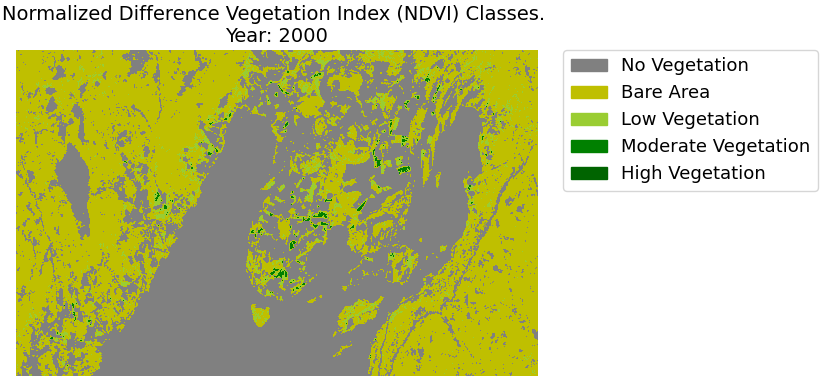 Normalized Difference Vegetation Index (NDVI) Classes.
Year: 2000
No Vegetation
Bare Area
Low Vegetation
Moderate Vegetation
High Vegetation